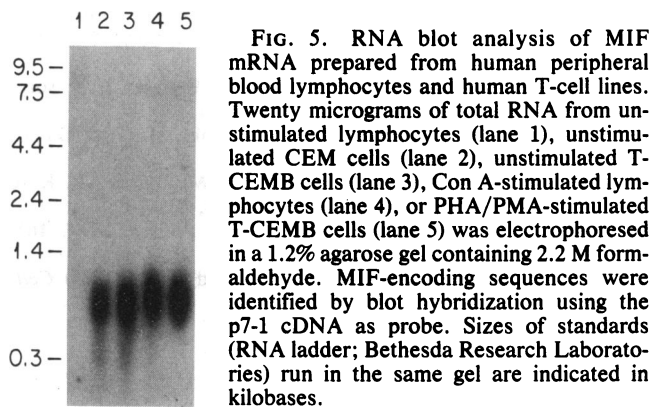 1 2 3 4 5
9.5 –
7.5 –
4.4 –
2.4 –
1.4 –
0.3 –
FIG. 5. RNA blot analysis of MIF
mRNA prepared from human peripheral
blood lymphocytes and human T-cell lines.
Twenty micrograms of total RNA from un-
stimulated lymphocytes (lane 1), unstimu-
lated CEM cells (lane 2), unstimulated T-
CEMB cells (lane 3), Con A-stimulated lym-
phocytes (lane 4), or PHA/PMA-stimulated
T-CEMB cells (lane 5) was electrophoresed
in a 1.2% agarose gel containing 2.2 M form-
aldehyde. MIF-encoding sequences were
identified by blot hybridization using the
p7-1 cDNA as probe. Sizes of standards
(RNA ladder; Bethesda Research Laborato-
ries) run in the same gel are indicated in
kilobases.